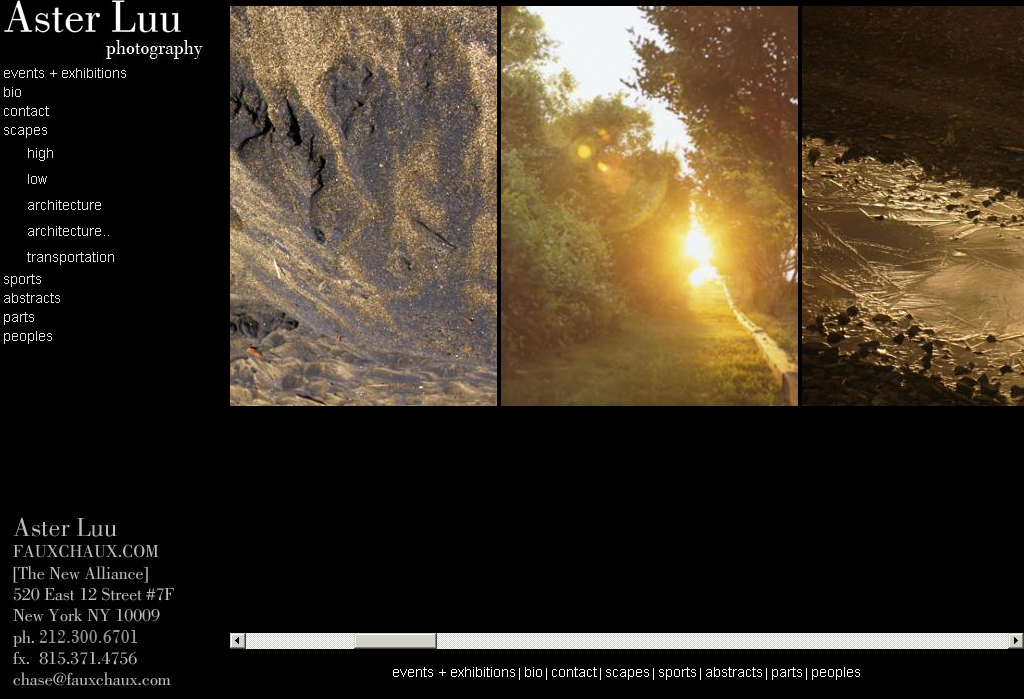 Aster Luu
photography
events + exhibitions
bio
contact
scapes
high
low
architecture
architecture..
transportation
sports
abstracts
parts
peoples
Aster Luu
FAUXCHAUX.COM
[The New Alliance]
520 East 12 Street #7F
New York NY 10009
ph. 212.300.6701
fx. 815.371.4756
chase@fauxchaux.com
events + exhibitions | bio | contact | scapes | sports | abstracts | parts | peoples